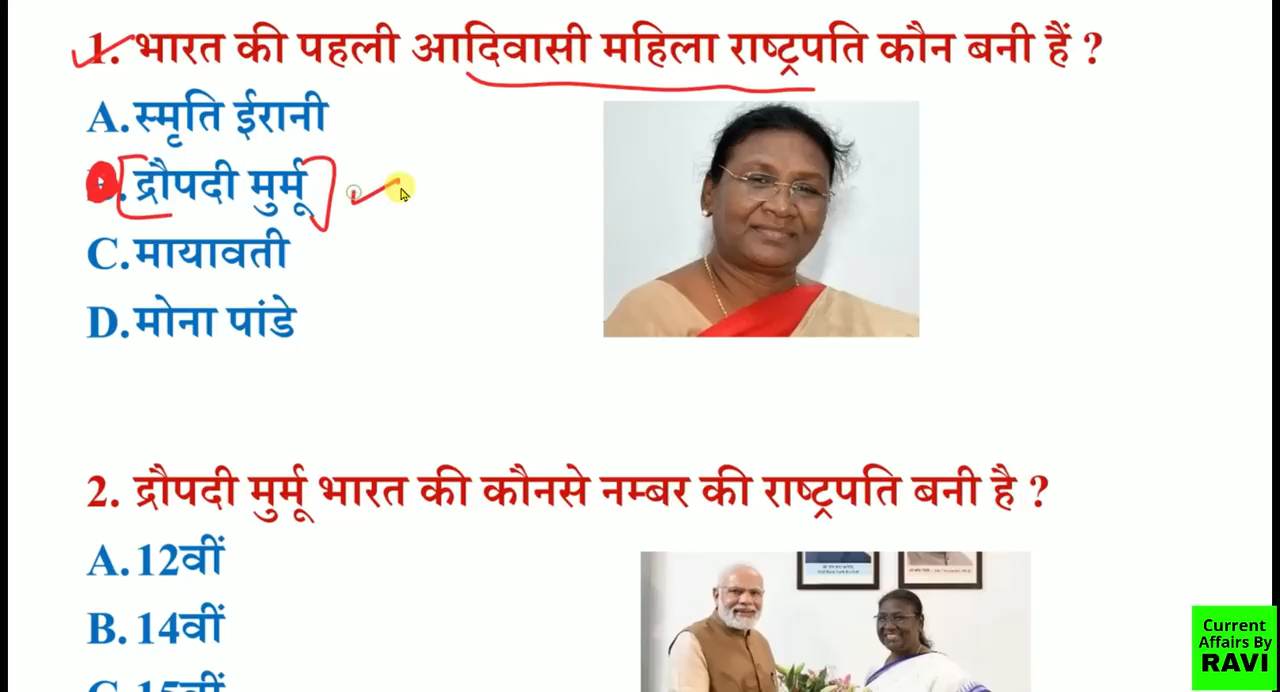 1. भारत की पहली आदिवासी महिला राष्ट्रपति कौन बनी हैं ?
A. स्मृति ईरानी
. द्रौपदी मुर्मू
C. मायावती
D. मोना पांडे
2. द्रौपदी मुर्मू भारत की कौनसे नम्बर की राष्ट्रपति बनी है ?
A. 12वीं
B. 14वीं
C. 15वीं
Current
Affairs By
RAVI